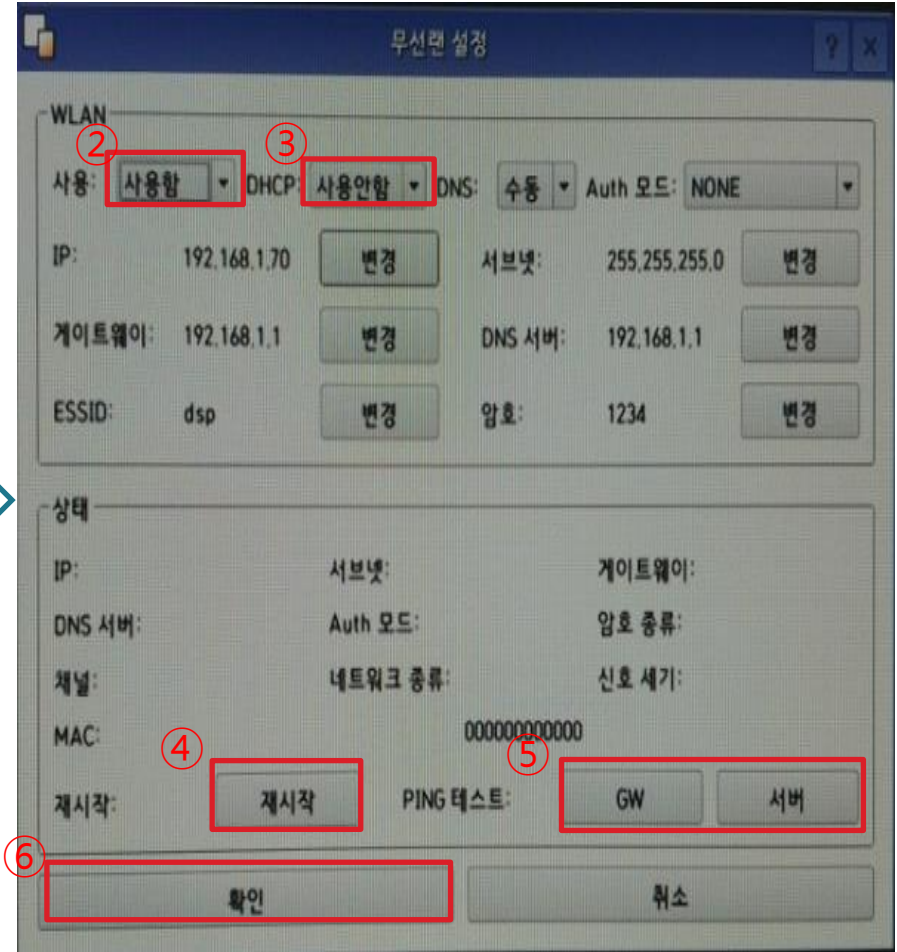 무선랜 설정 ? X
WLAN
② ③
사용: 사용함 DHCP: 사용안함 DNS: 수동 Auth 모드: NONE
IP: 192.168.1.70 변경 서브넷: 255.255.255.0 변경
게이트웨이: 192.168.1.1 변경 DNS 서버: 192.168.1.1 변경
ESSID: dsp 변경 암호: 1234 변경
상태
IP: 서브넷: 게이트웨이:
DNS 서버: Auth 모드: 암호 종류:
채널: 네트워크 종류: 신호 세기:
MAC: 000000000000
④ ⑤
재시작: 재시작 PING 테스트: GW 서버
⑥
확인 취소